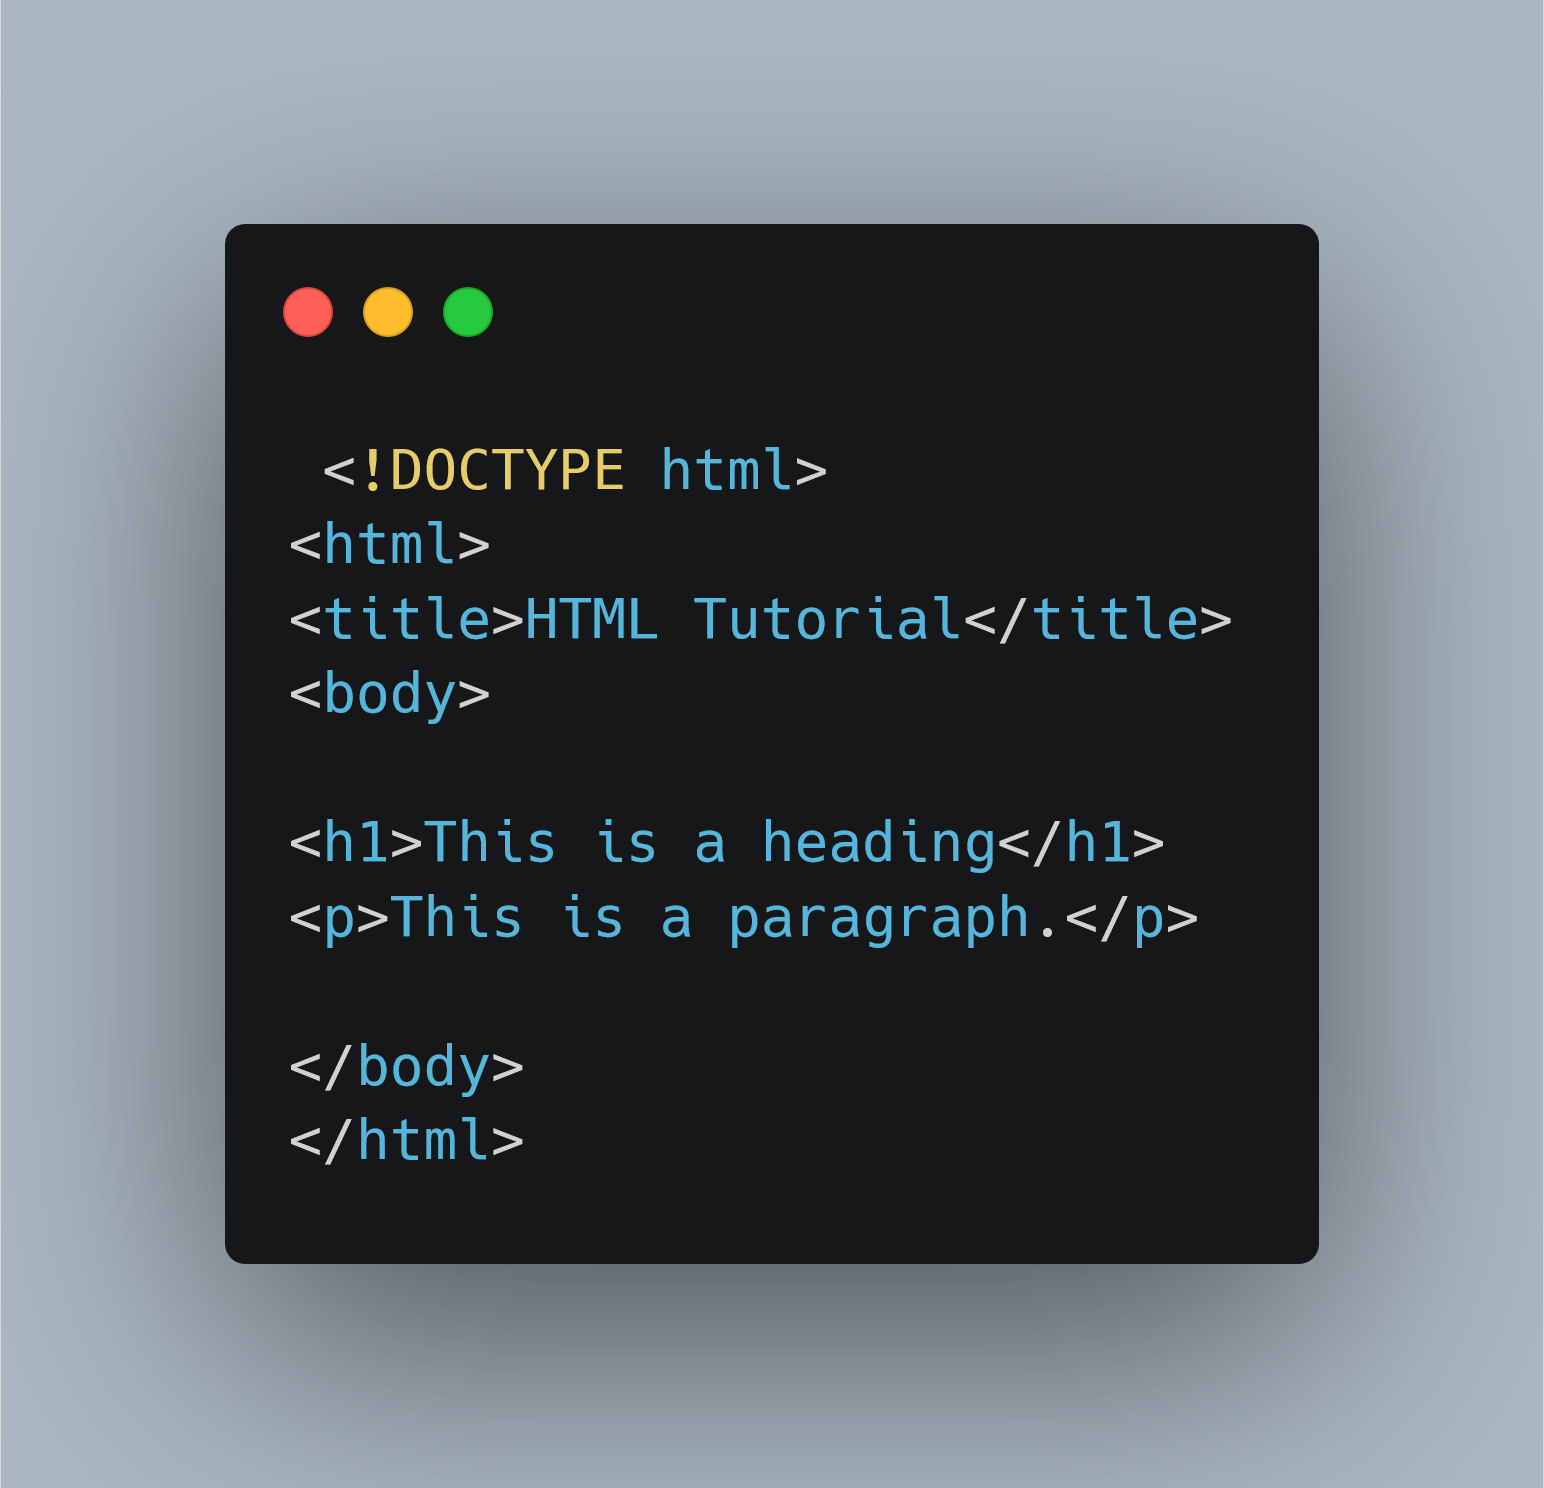 <!DOCTYPE html>
<html>
<title>HTML Tutorial</title>
<body>
<h1>This is a heading</h1>
<p>This is a paragraph.</p>
</body>
</html>